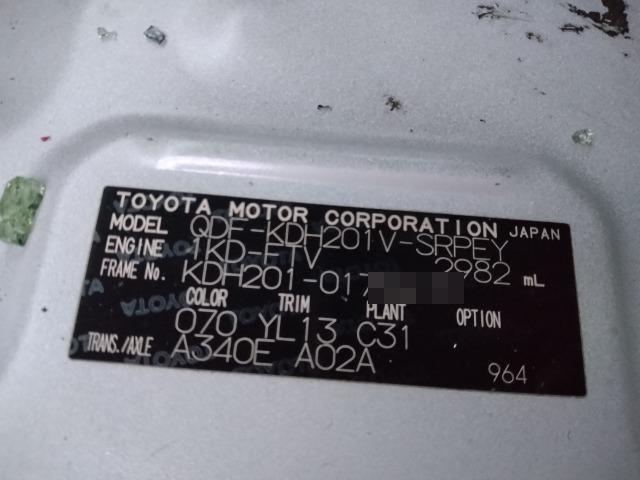 TOYOTA MOTOR CORPORATION JAPAN
MODEL QDF-KDH201V-SRPEY
ENGINE 1KD-FTV 2982 mL
FRAME No. KDH201-017
COLOR TRIM PLANT OPTION
070 YL13 C31
TRANS./AXLE A340E A02A
964